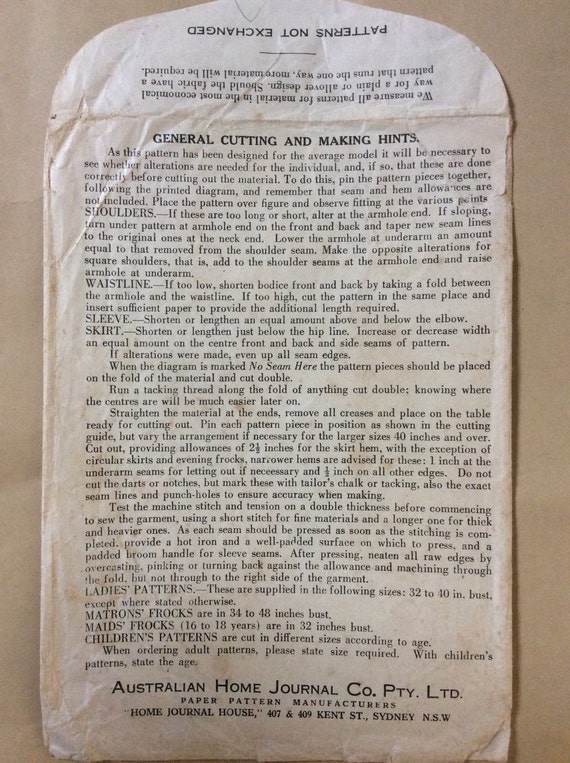 PATTERNS NOT EXCHANGED
We measure all patterns for material in the most economical
way for a plain or allover design. Should the fabric have a
pattern that runs the one way, more material will be required.
GENERAL CUTTING AND MAKING HINTS.
As this pattern has been designed for the average model it will be necessary to
see whether alterations are needed for the individual, and, if so, that these are done
correctly before cutting out the material. To do this, pin the pattern pieces together,
following the printed diagram, and remember that seam and hem allowances are
not included. Place the pattern over figure and observe fitting at the various points
SHOULDERS.—If these are too long or short, alter at the armhole end. If sloping,
turn under pattern at armhole end on the front and back and taper new seam lines
to the original ones at the neck end. Lower the armhole at underarm an amount
equal to that removed from the shoulder seam. Make the opposite alterations for
square shoulders, that is, add to the shoulder seams at the armhole end and raise
armhole at underarm.
WAISTLINE.—If too low, shorten bodice front and back by taking a fold between
the armhole and the waistline. If too high, cut the pattern in the same place and
insert sufficient paper to provide the additional length required.
SLEEVE.—Shorten or lengthen an equal amount above and below the elbow.
SKIRT.—Shorten or lengthen just below the hip line. Increase or decrease width
an equal amount on the centre front and back and side seams of pattern.
If alterations were made, even up all seam edges.
When the diagram is marked No Seam Here the pattern pieces should be placed
on the fold of the material and cut double.
Run a tacking thread along the fold of anything cut double; knowing where
the centres are will be much easier later on.
Straighten the material at the ends, remove all creases and place on the table
ready for cutting out. Pin each pattern piece in position as shown in the cutting
guide, but vary the arrangement if necessary for the larger sizes 40 inches and over.
Cut out, providing allowances of 2½ inches for the skirt hem, with the exception of
circular skirts and evening frocks, narrower hems are advised for these: 1 inch at the
underarm seams for letting out if neceessary and ½ inch on all other edges. Do not
cut the darts or notches, but mark these with tailor's chalk or tacking, also the exact
seam lines and punch-holes to ensure accuracy when making.
Test the machine stitch and tension on a double thickness before commencing
to sew the garment, using a short stitch for fine materials and a longer one for thick
and heavier ones. As each seam should be pressed as soon as the stitching is com-
pleted, provide a hot iron and a well-padded surface on which to press, and a
padded broom handle for sleeve seams. After pressing, neaten all raw edges by
overcasting, pinking or turning back against the allowance and machining through
the fold, but not through to the right side of the garment.
LADIES' PATTERNS.—These are supplied in the following sizes: 32 to 40 in. bust,
except where stated otherwise.
MATRONS' FROCKS are in 34 to 48 inches bust.
MAIDS' FROCKS (16 to 18 years) are in 32 inches bust.
CHILDREN'S PATTERNS are cut in different sizes according to age.
When ordering adult patterns, please state size required. With children's
patterns, state the age.
AUSTRALIAN HOME JOURNAL CO. PTY. LTD.
PAPER PATTERN MANUFACTURERS
"HOME JOURNAL HOUSE," 407 & 409 KENT ST., SYDNEY N.S.W